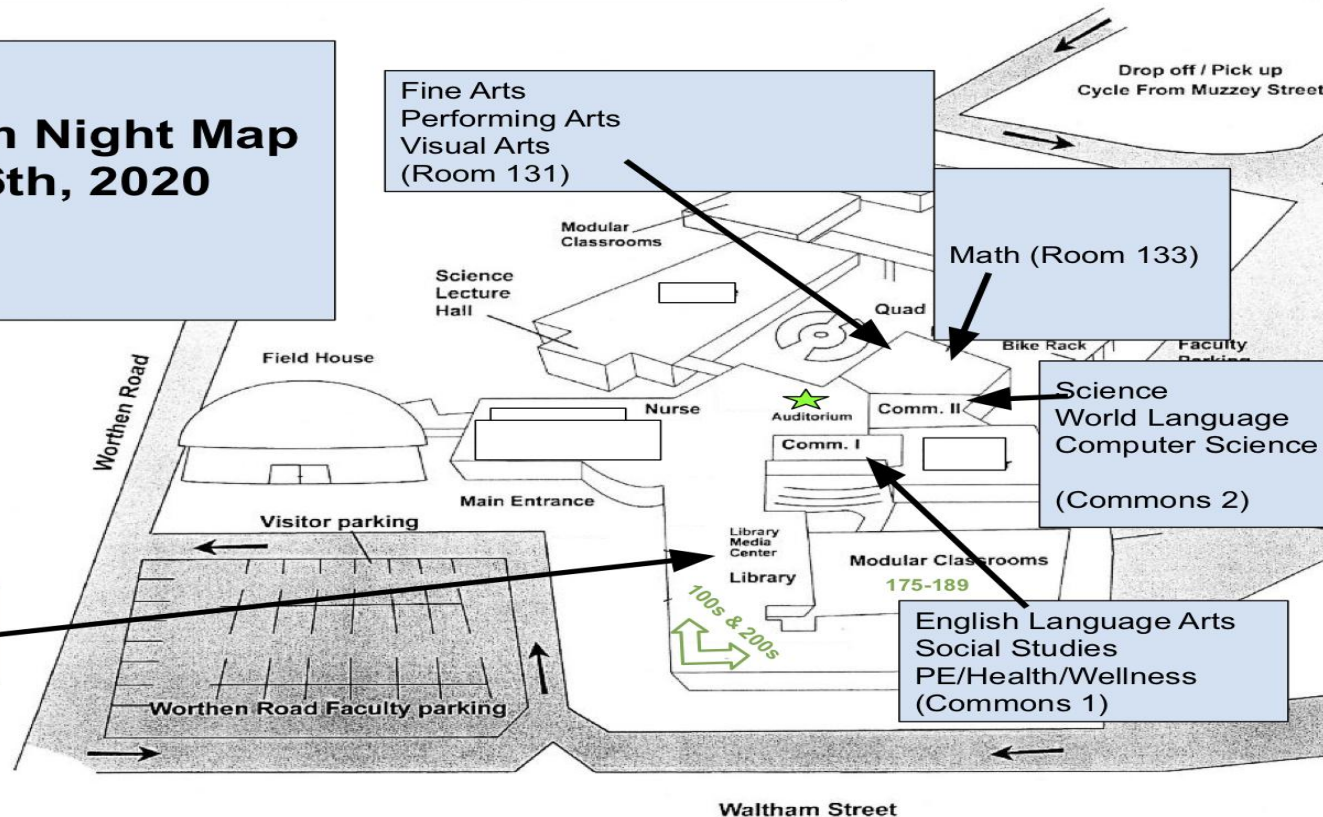 n Night Map
6th, 2020
Fine Arts
Performing Arts
Visual Arts
(Room 131)
Drop off / Pick up
Cycle From Muzzey Street
Math (Room 133)
Modular
Classrooms
Science
Lecture
Hall
Quad
Bike Rack
Faculty
Science
World Language
Computer Science
(Commons 2)
Worthen Road
Field House
Nurse
Auditorium
Comm. II
Comm. I
Main Entrance
Visitor parking
Library
Media
Center
Library
Modular Classrooms
175-189
100s & 200s
English Language Arts
Social Studies
PE/Health/Wellness
(Commons 1)
Worthen Road Faculty parking
Waltham Street